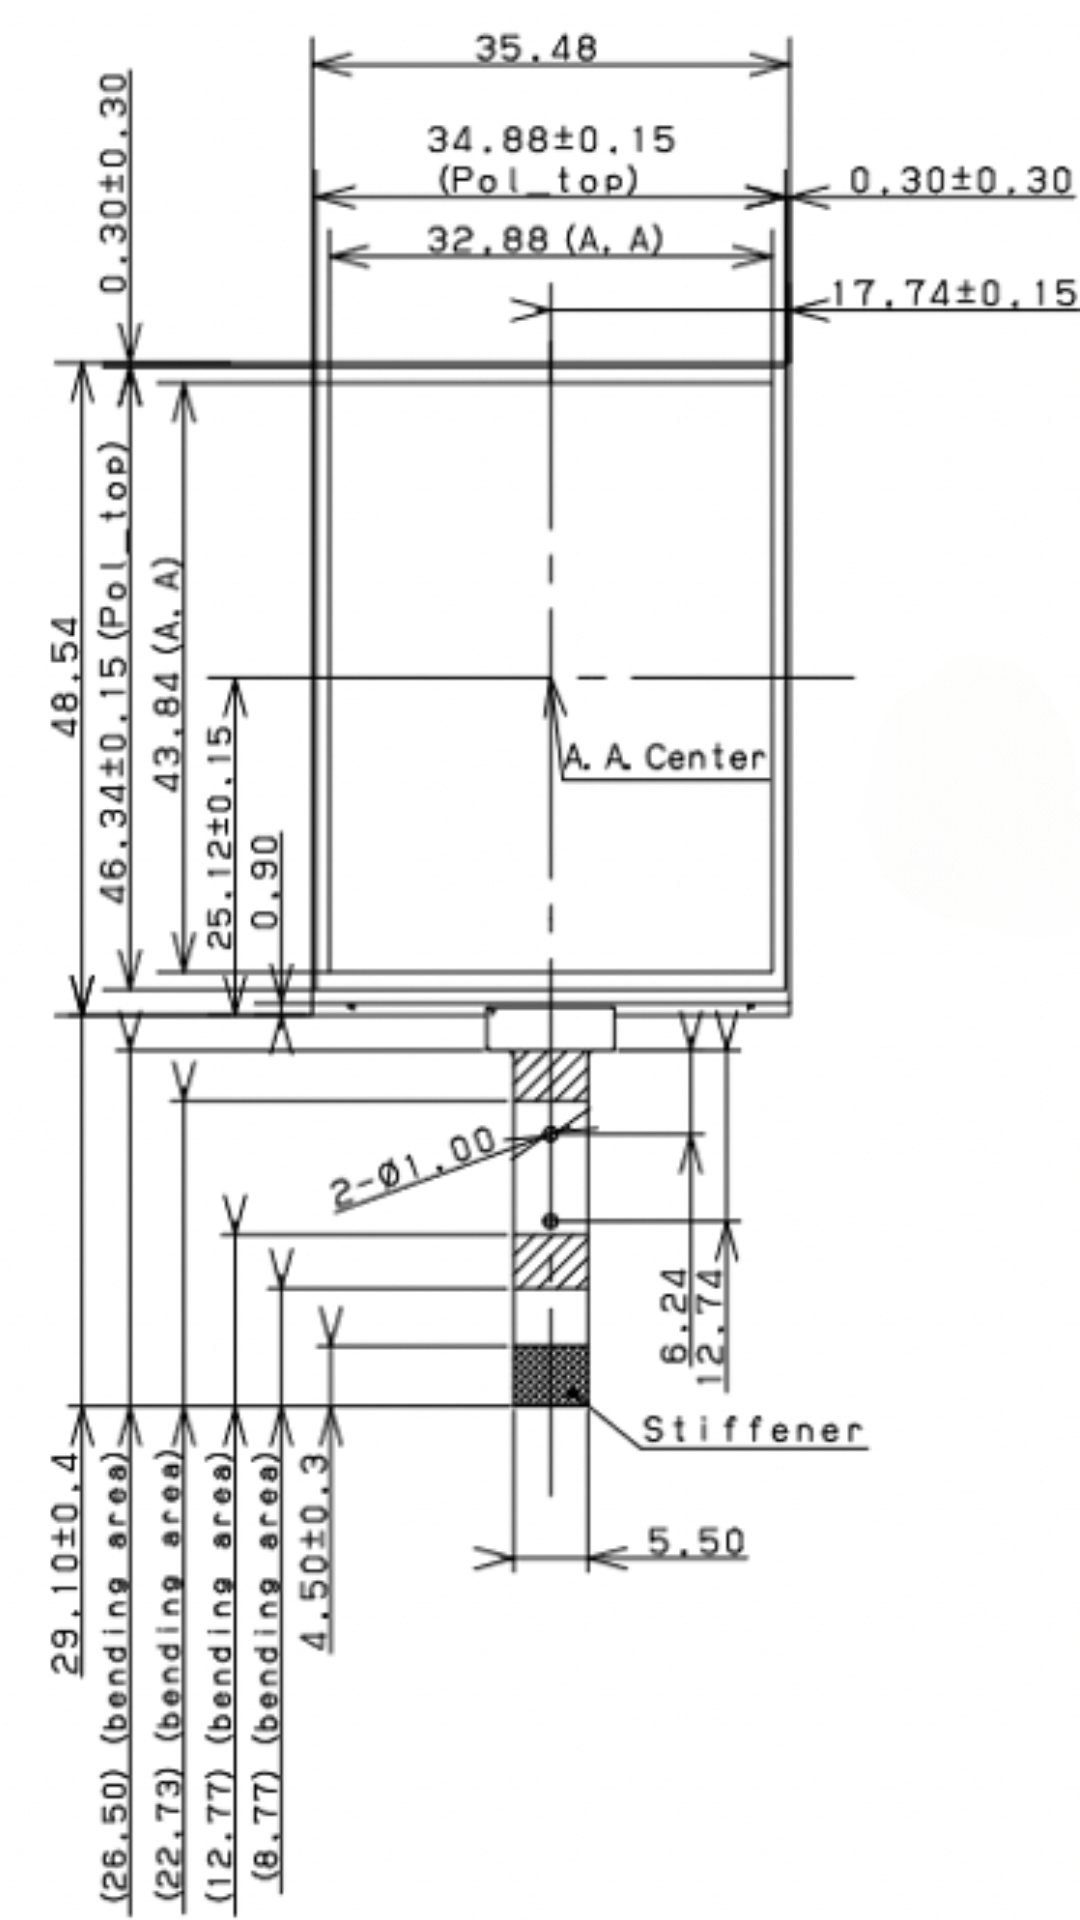 35.48
34.88±0.15
(Pol_top)
0.30±0.30
32.88 (A. A)
17.74±0.15
0.30±0.30
48.54
46.34±0.15 (Pol_top)
43.84 (A. A)
25.12±0.15
0.90
A. A. Center
2-Ø1.00
6.24
12.74
Stiffener
5.50
29.10±0.4
(26.50) (bending area)
(22.73) (bending area)
(12.77) (bending area)
(8.77) (bending area)
4.50±0.3